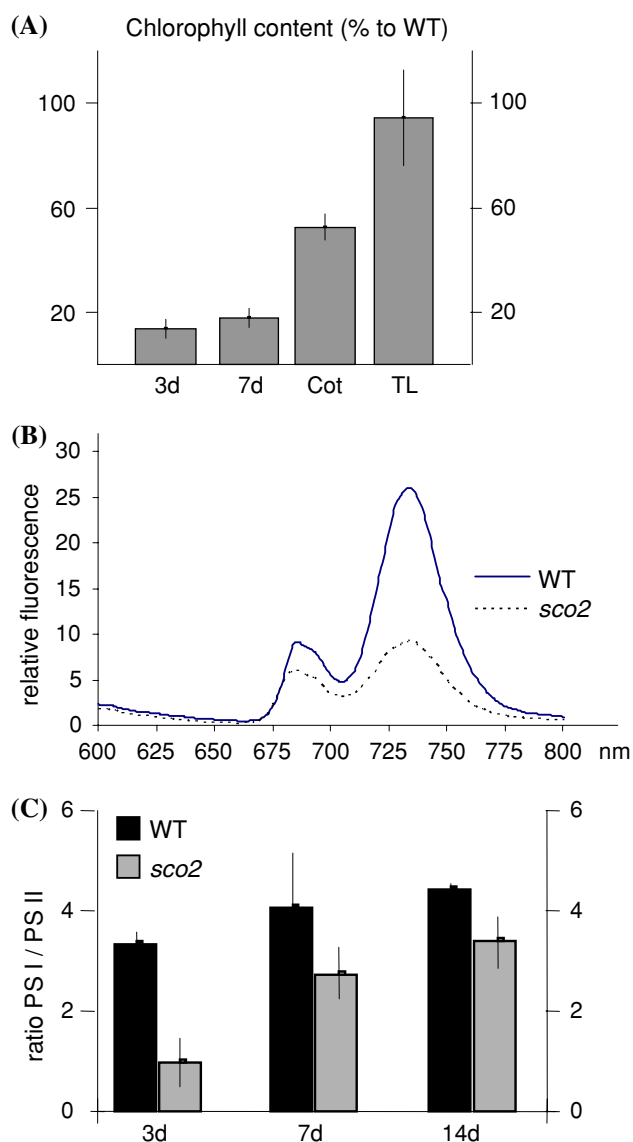 (A) Chlorophyll content (% to WT)
100 100
60 60
20 20
3d 7d Cot TL
(B)
relative fluorescence
30
25
20
15
10
5
0
WT
sco2
600 625 650 675 700 725 750 775 800 nm
(C)
ratio PS I / PS II
6 6
WT
sco2
4 4
2 2
0 0
3d 7d 14d